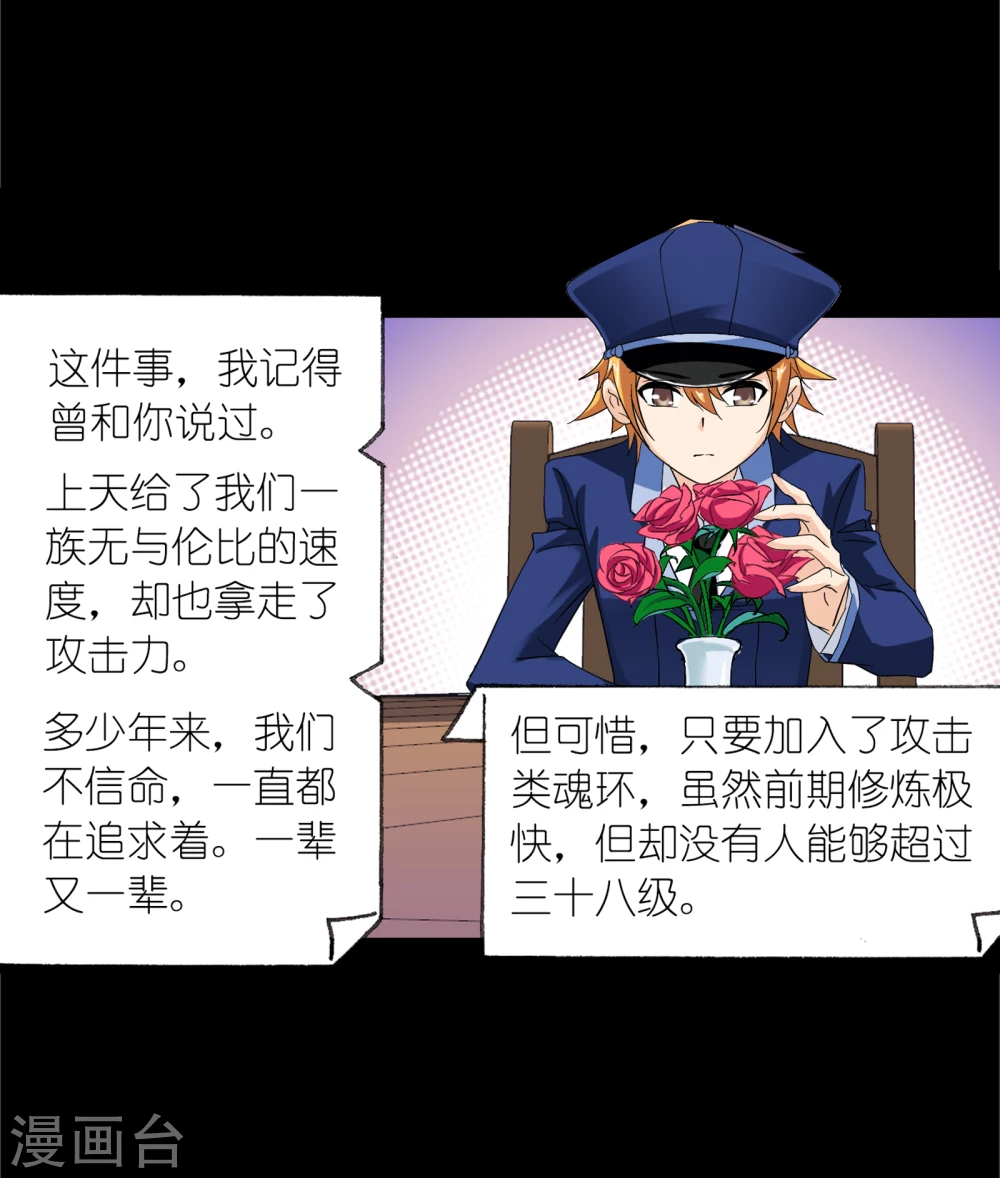 这件事，我记得
曾和你说过。
上天给了我们一
族无与伦比的速
度，却也拿走了
攻击力。
多少年来，我们
不信命，一直都
在追求着。一辈
又一辈。
但可惜，只要加入了攻击
类魂环，虽然前期修炼极
快，但却没有人能够超过
三十八级。
漫画台